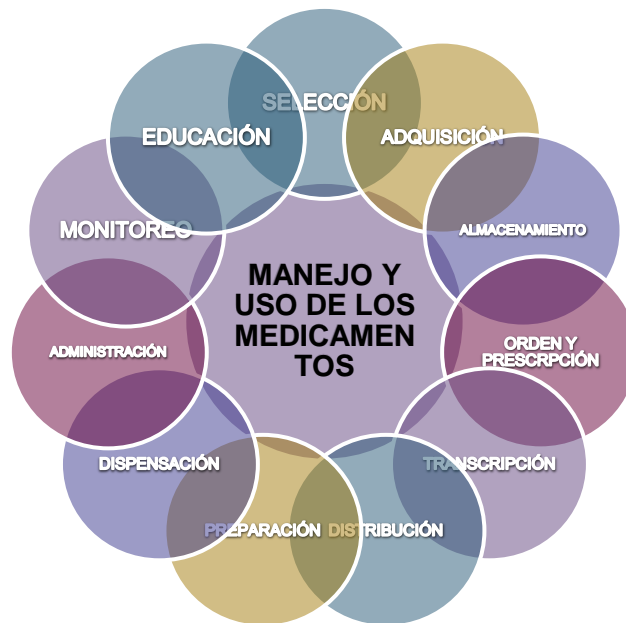 SELECCIÓN
ADQUISICIÓN
ALMACENAMIENTO
ORDEN Y
PRESCRPCIÓN
TRANSCRIPCIÓN
DISTRIBUCIÓN
PREPARACIÓN
DISPENSACIÓN
ADMINISTRACIÓN
MONITOREO
EDUCACIÓN
MANEJO Y
USO DE LOS
MEDICAMEN
TOS